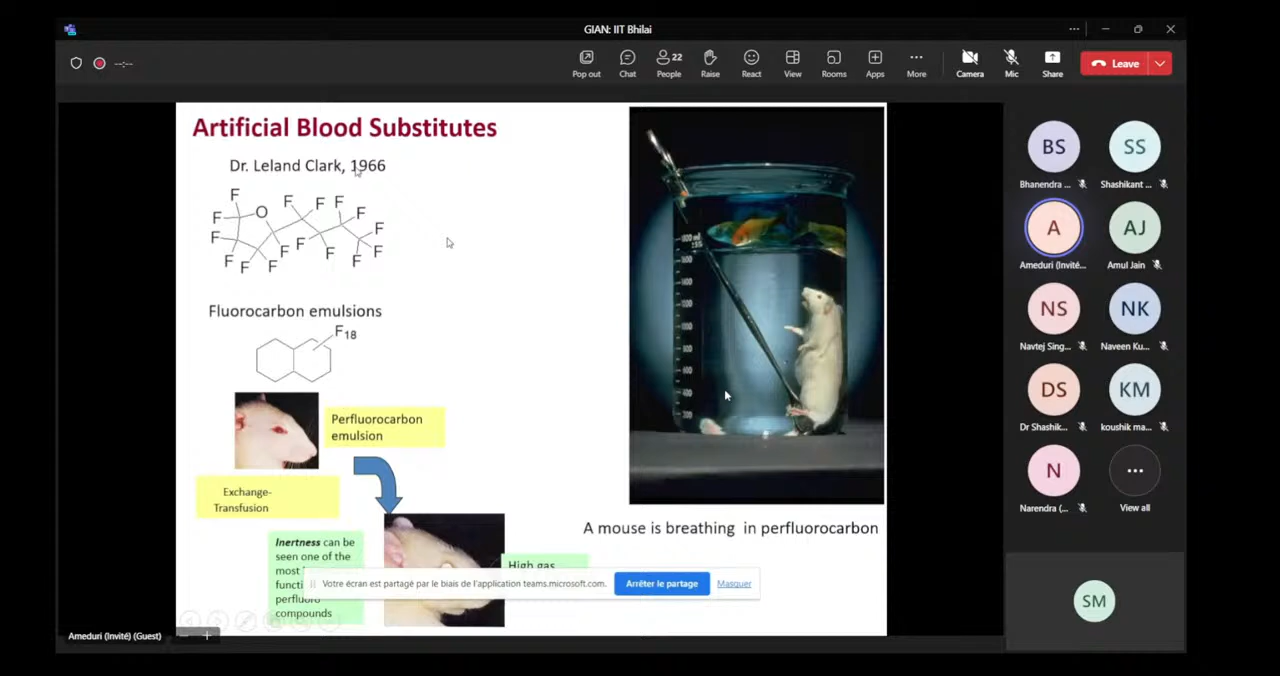 GIAN: IIT Bhilai
--:--
Pop out
Chat
22
People
Raise
React
View
Rooms
Apps
More
Camera
Mic
Share
Leave
Artificial Blood Substitutes
Dr. Leland Clark, 1966
F
F
F
F
F
O
F
F
F
F
F
F
F
F
F
F
F
Fluorocarbon emulsions
F18
Perfluorocarbon
emulsion
Exchange-
Transfusion
Inertness can be
seen one of the
most
functi
perfluoro
compounds
High gas
A mouse is breathing in perfluorocarbon
Votre écran est partagé par le biais de l'application teams.microsoft.com.
Arrêter le partage
Masquer
Ameduri (Invité) (Guest)
BS
Bhanendra ...
SS
Shashikant ...
A
Ameduri (Invité...
AJ
Amul Jain
NS
Navtej Sing...
NK
Naveen Ku...
DS
Dr Shashik...
KM
koushik ma...
N
Narendra (...
View all
SM